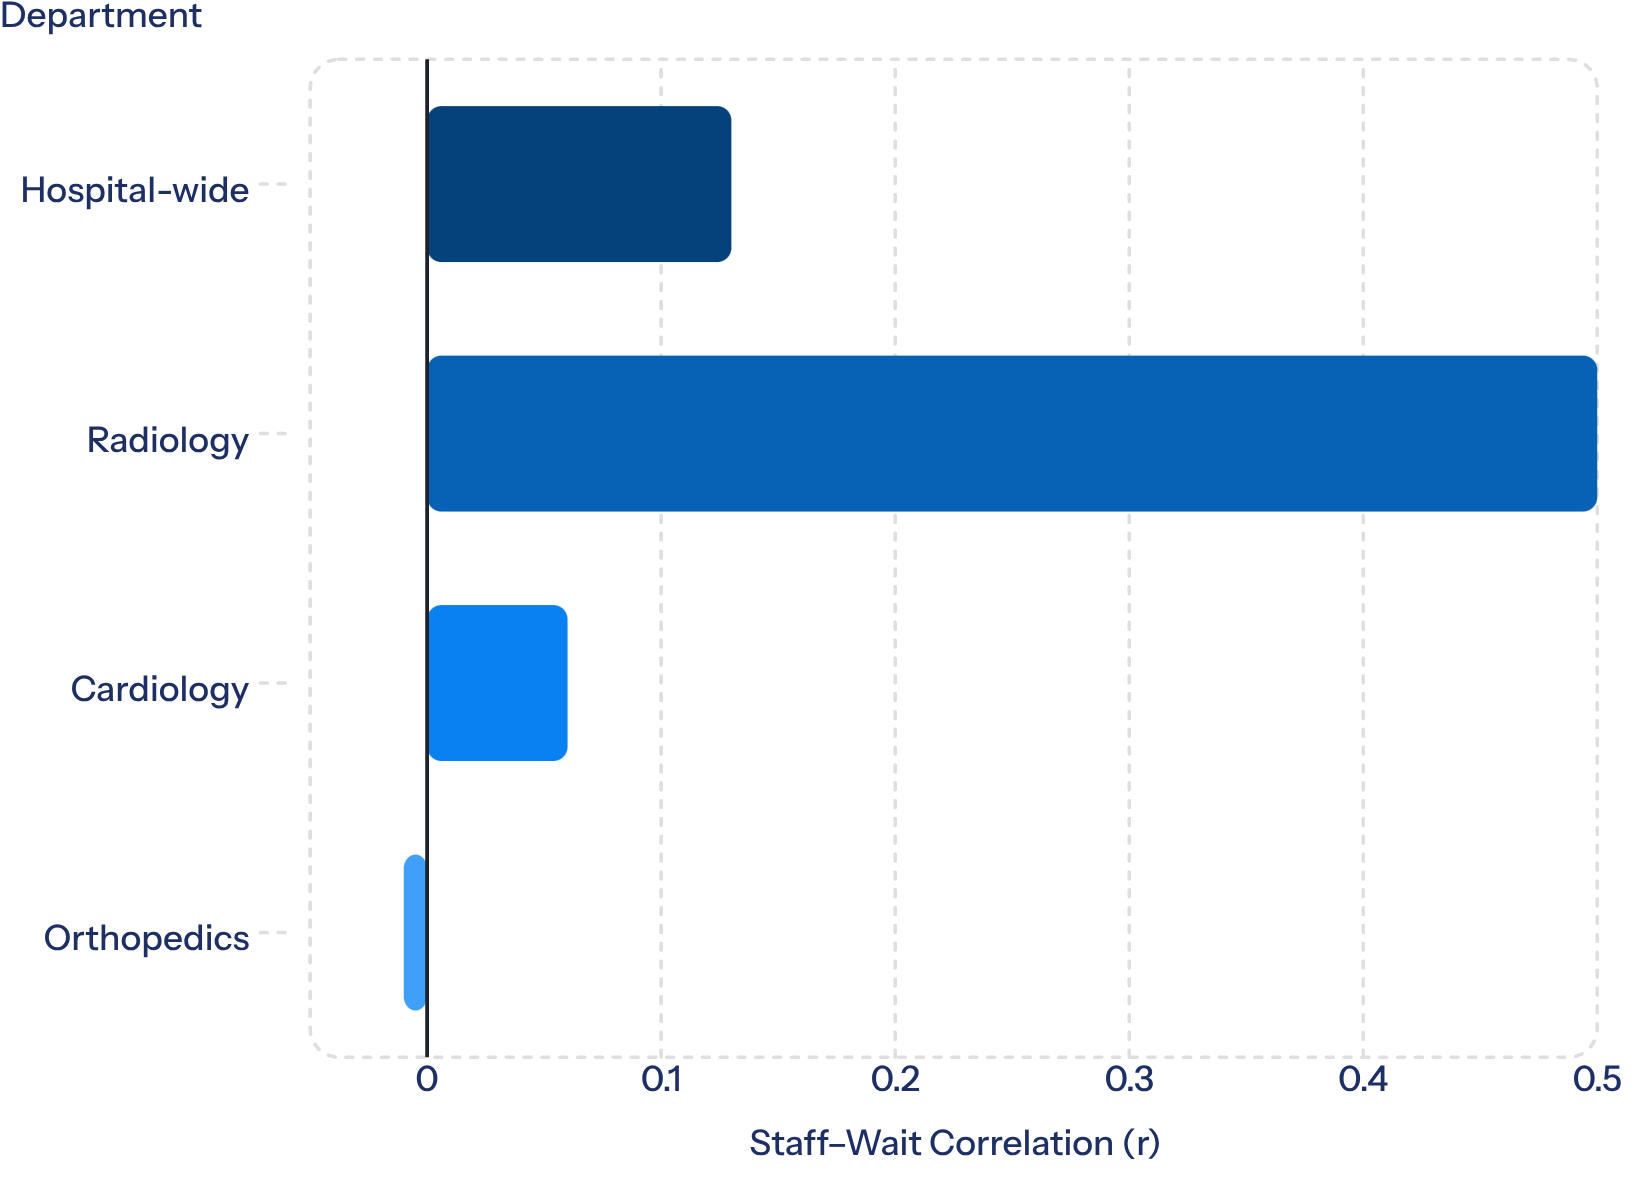 Department
Hospital-wide
Radiology
Cardiology
Orthopedics
0 0.1 0.2 0.3 0.4 0.5
Staff–Wait Correlation (r)